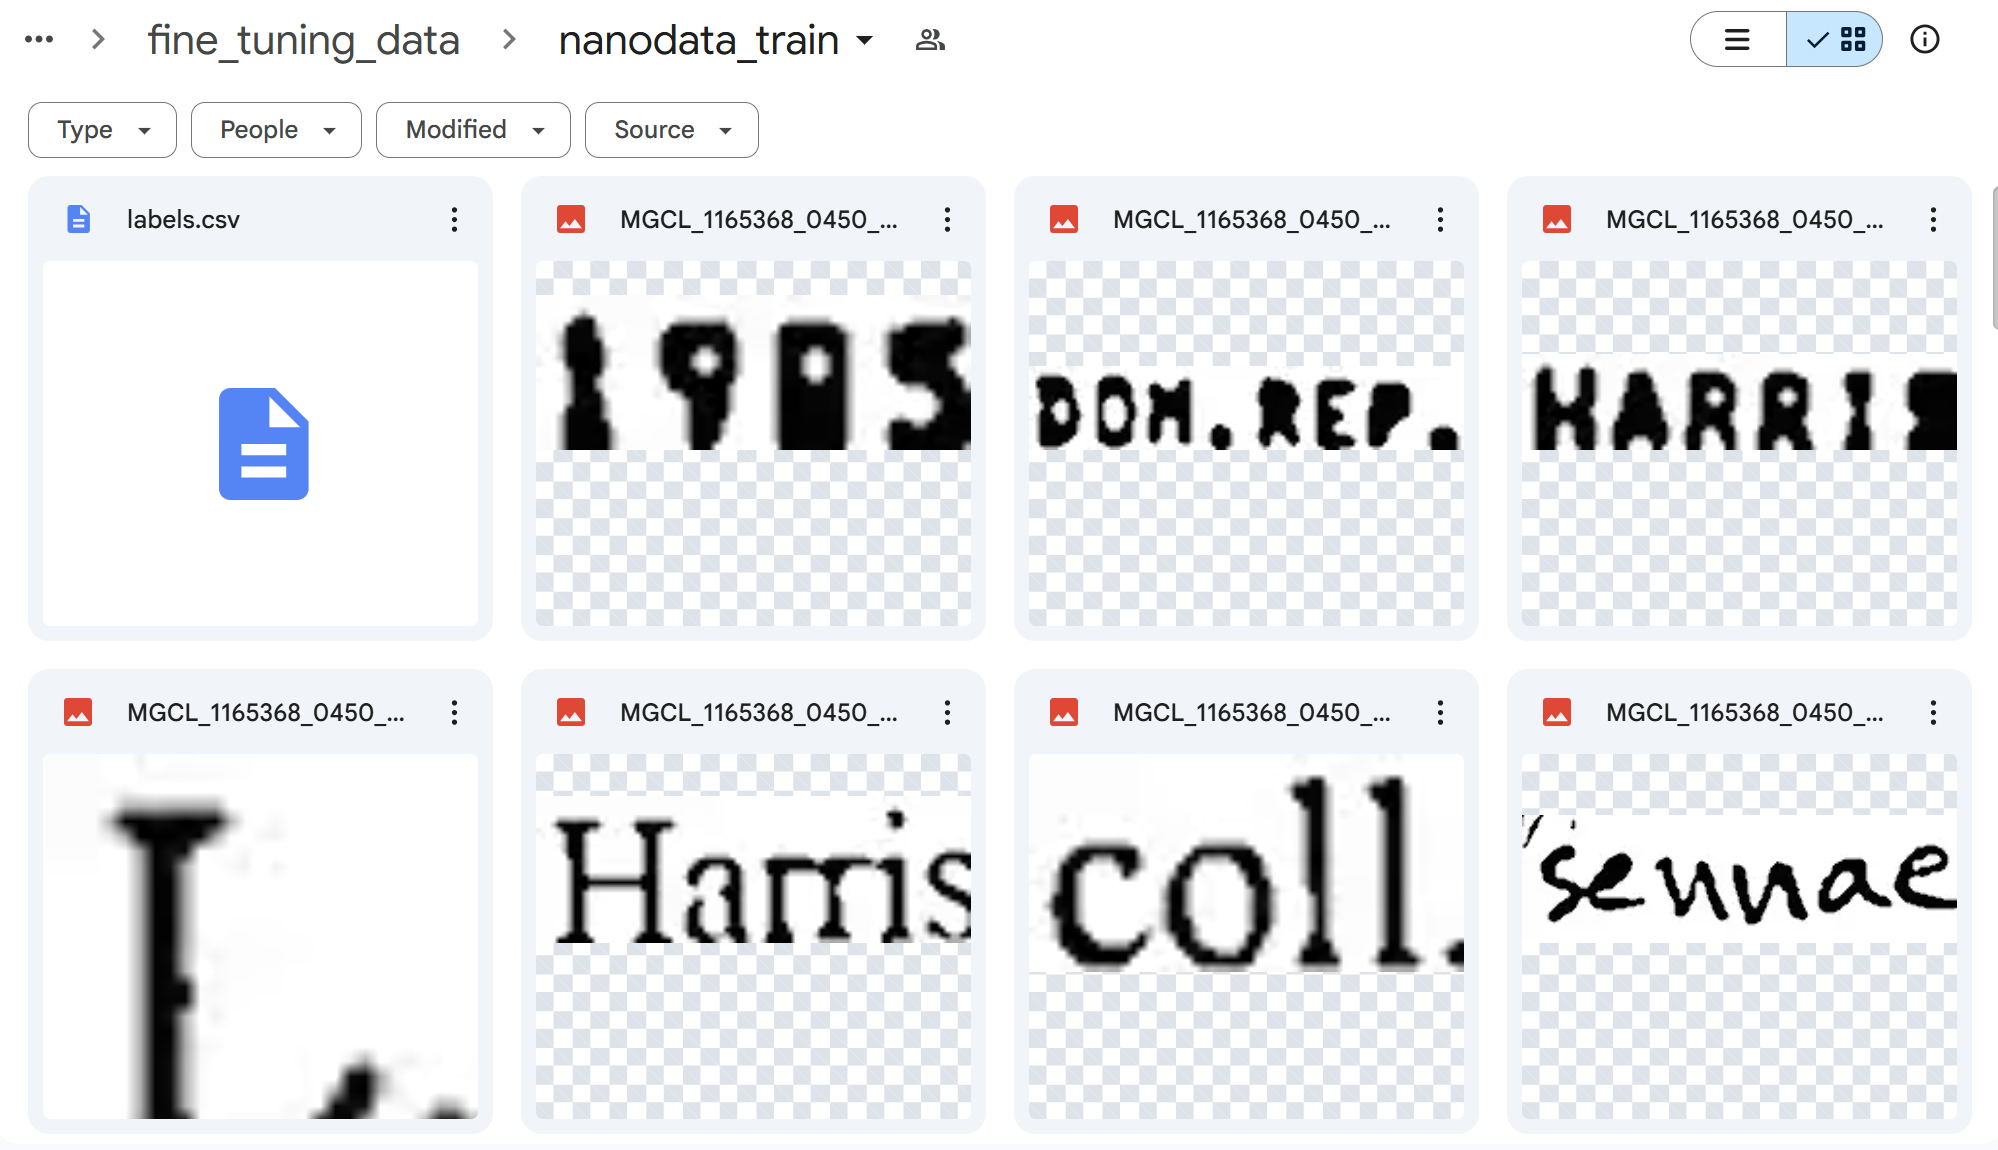 ... > fine_tuning_data > nanodata_train
Type People Modified Source
labels.csv MGCL_1165368_0450_... MGCL_1165368_0450_... MGCL_1165368_0450_...
1905 DOM.REP. HARRIS
MGCL_1165368_0450_... MGCL_1165368_0450_... MGCL_1165368_0450_... MGCL_1165368_0450_...
Harris coll. sennae